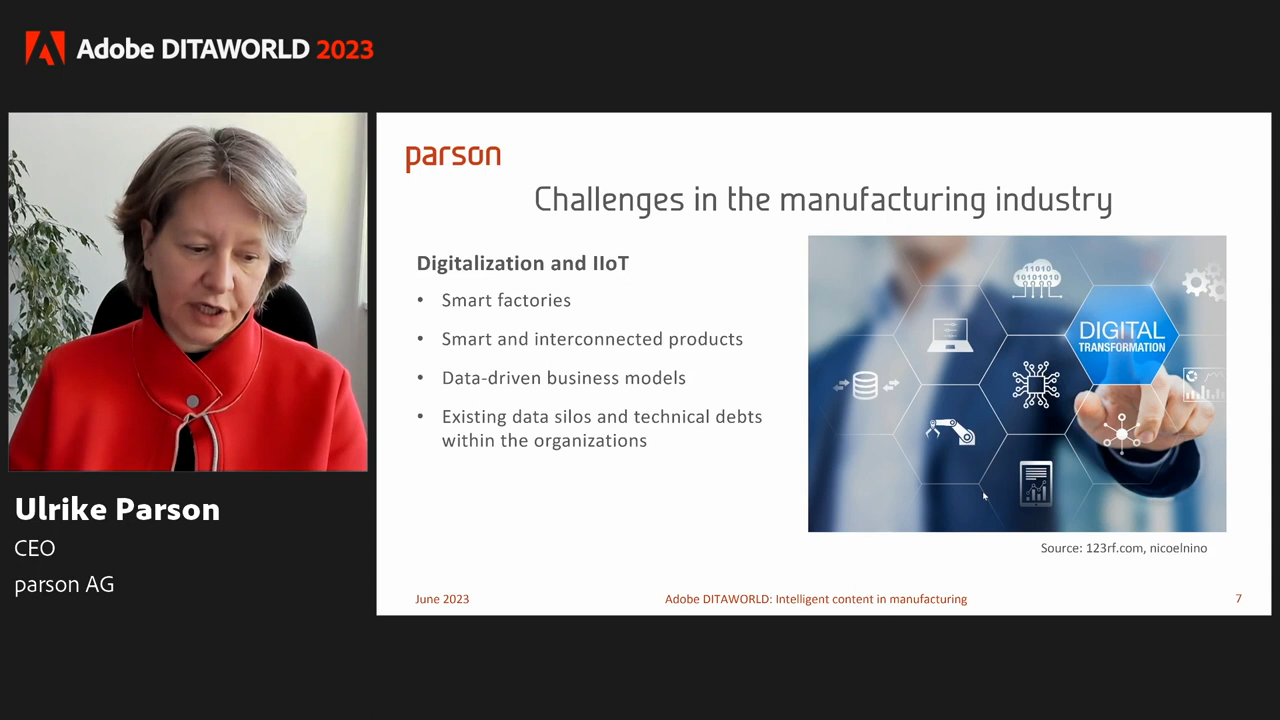 Adobe DITAWORLD 2023
parson
Challenges in the manufacturing industry
Digitalization and IIoT
• Smart factories
• Smart and interconnected products
• Data-driven business models
• Existing data silos and technical debts
within the organizations
11010
10101010
DIGITAL
TRANSFORMATION
Source: 123rf.com, nicoelnino
June 2023
Adobe DITAWORLD: Intelligent content in manufacturing
7
Ulrike Parson
CEO
parson AG